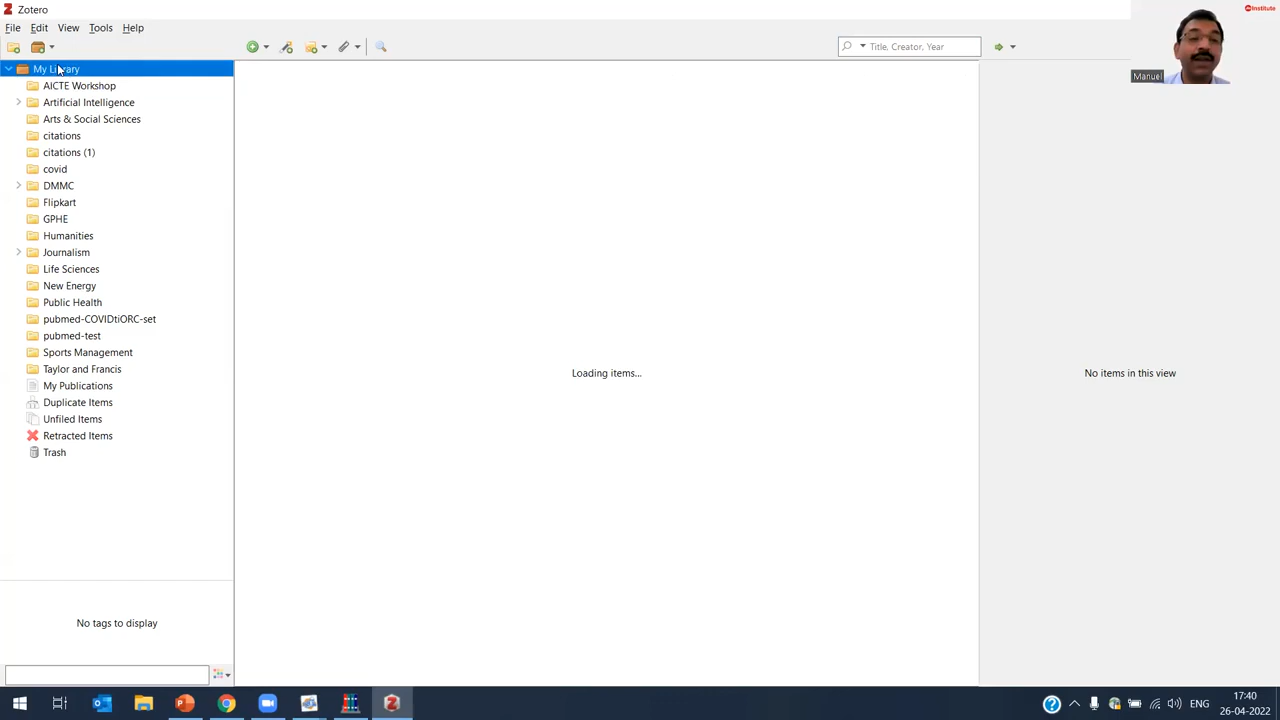 Zotero
Institute
File Edit View Tools Help
Title, Creator, Year
Manuel
My Library
AICTE Workshop
Artificial Intelligence
Arts & Social Sciences
citations
citations (1)
covid
DMMC
Flipkart
GPHE
Humanities
Journalism
Life Sciences
New Energy
Public Health
pubmed-COVIDtiORC-set
pubmed-test
Sports Management
Taylor and Francis
My Publications
Duplicate Items
Unfiled Items
Retracted Items
Trash
Loading items...
No items in this view
No tags to display
ENG
17:40
26-04-2022